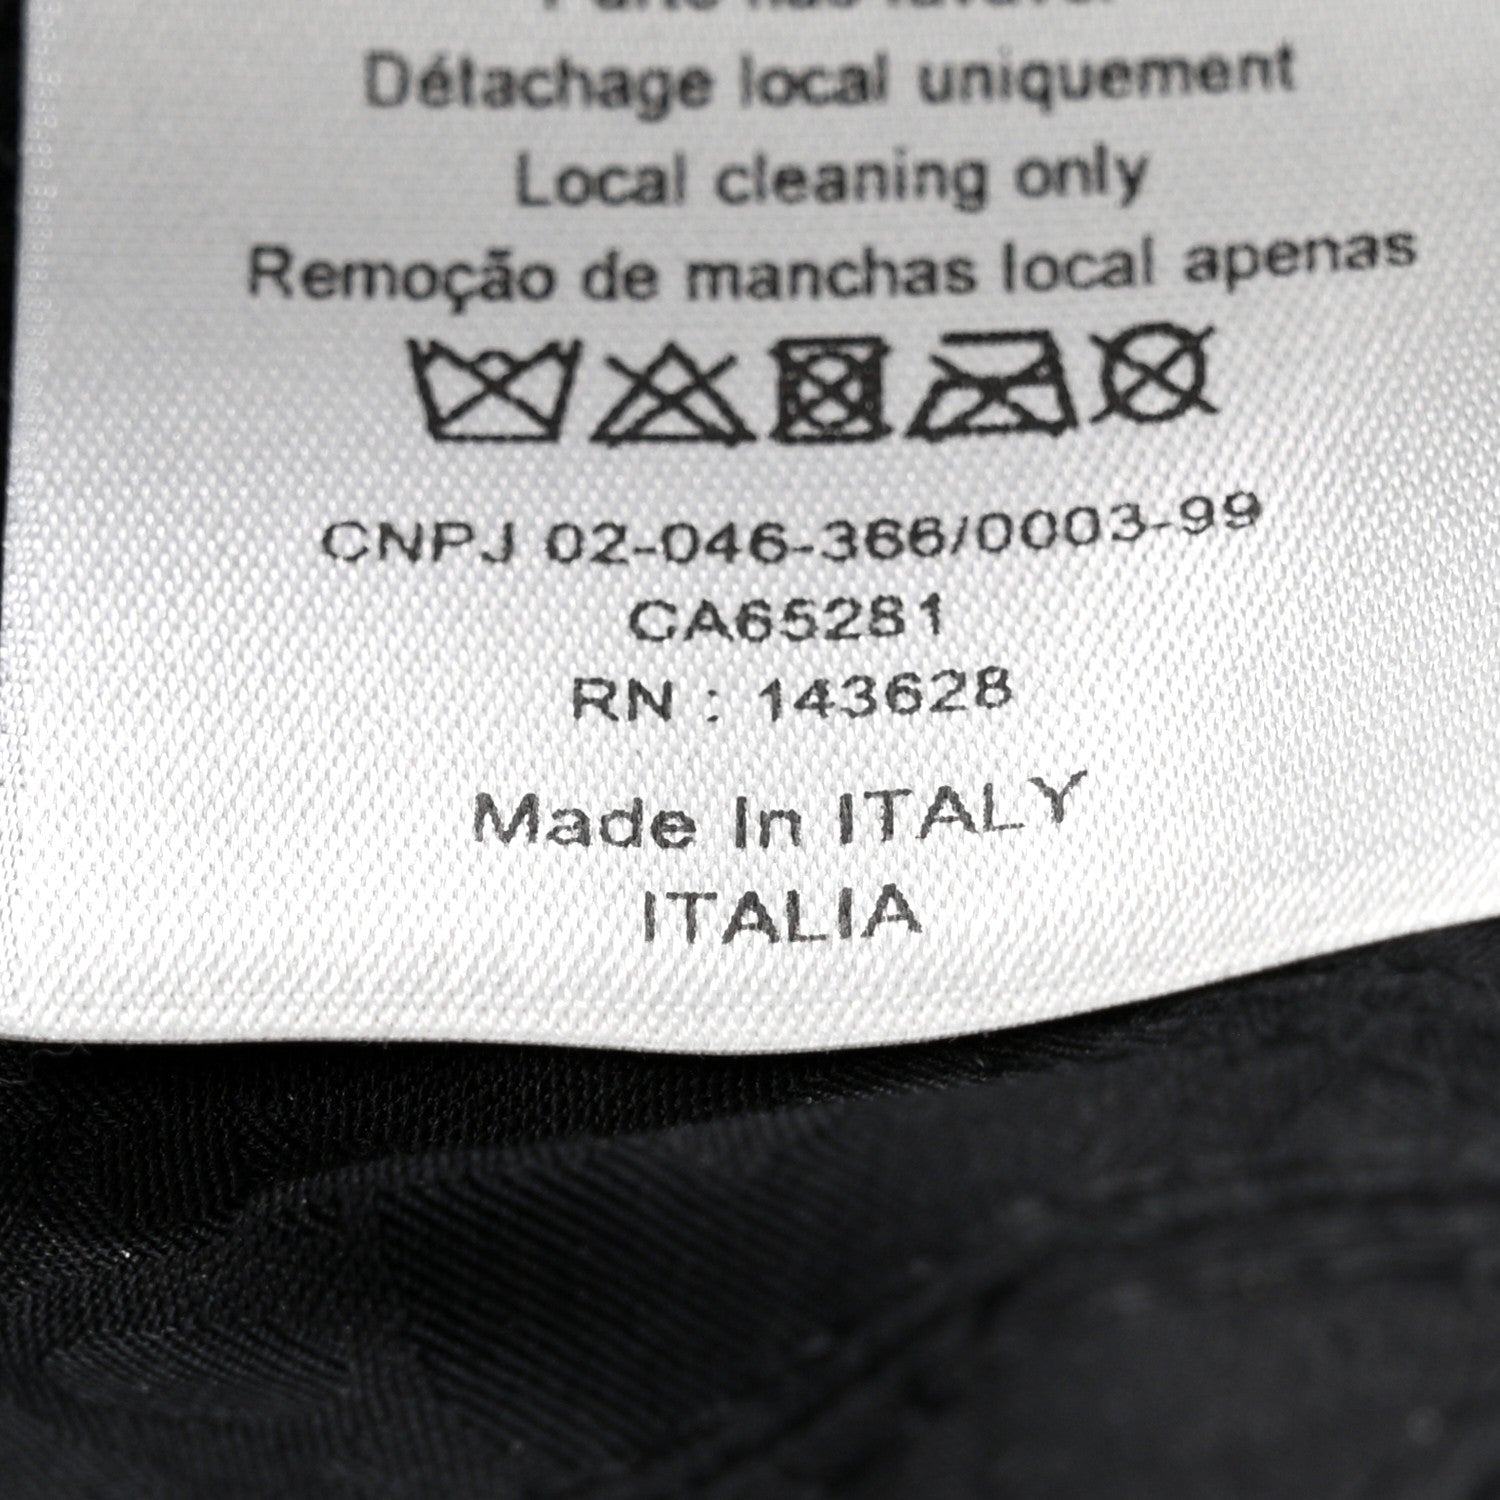 Détachage local uniquement
Local cleaning only
Remoção de manchas local apenas
CNPJ 02-046-366/0003-99
CA65281
RN : 143628
Made In ITALY
ITALIA